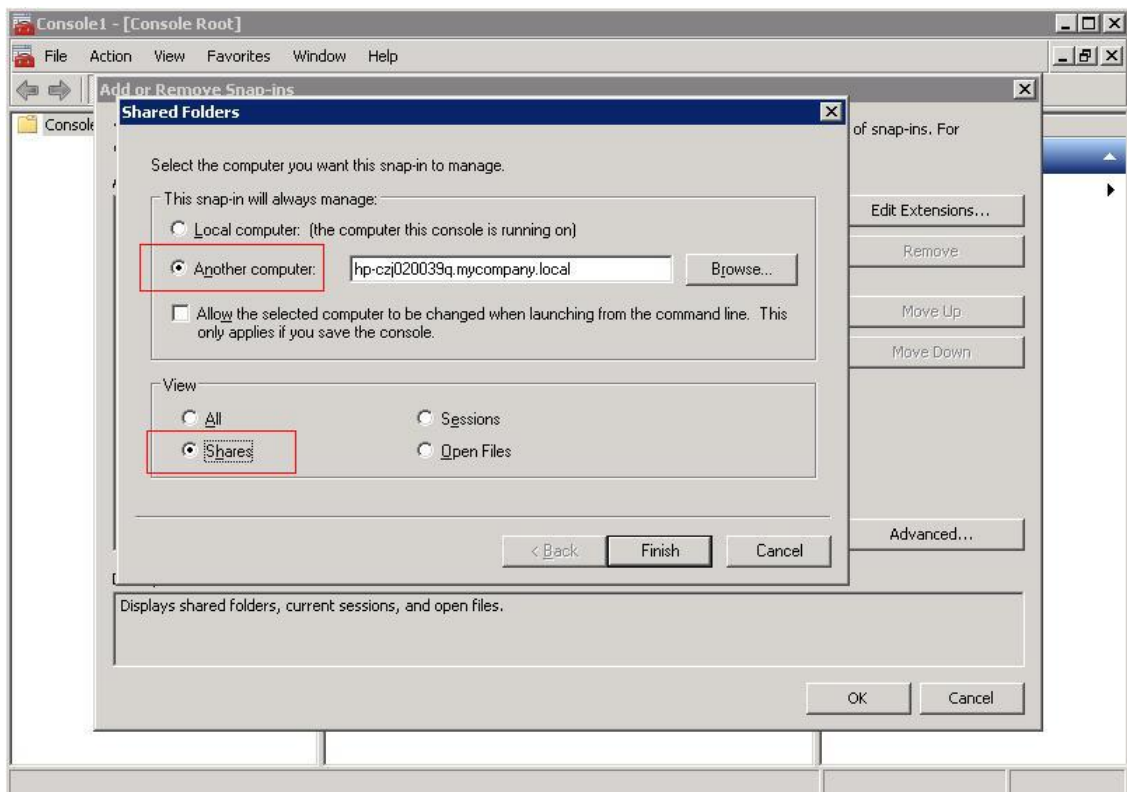 Console1 - [Console Root]
File Action View Favorites Window Help
Add or Remove Snap-ins
Shared Folders
Console
of snap-ins. For
Select the computer you want this snap-in to manage.
This snap-in will always manage:
Local computer: (the computer this console is running on)
Another computer: hp-czj020039q.mycompany.local Browse...
Allow the selected computer to be changed when launching from the command line. This
only applies if you save the console.
View
All Sessions
Shares Open Files
< Back Finish Cancel
Edit Extensions...
Remove
Move Up
Move Down
Advanced...
Displays shared folders, current sessions, and open files.
OK Cancel